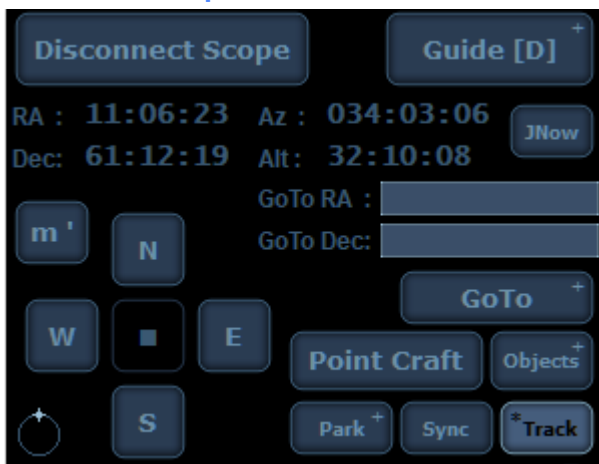 Disconnect Scope
Guide [D] +
RA : 11:06:23 Az : 034:03:06
JNow
Dec: 61:12:19 Alt: 32:10:08
GoTo RA :
m '
GoTo Dec:
N
GoTo +
W
E
Point Craft
Objects +
S
Park +
Sync
*Track